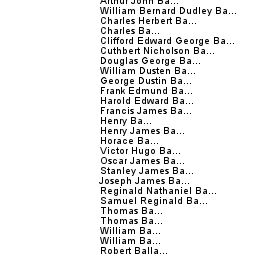 Arthur John Ba...
William Bernard Dudley Ba...
Charles Herbert Ba...
Charles Ba...
Clifford Edward George Ba...
Cuthbert Nicholson Ba...
Douglas George Ba...
William Dusten Ba...
George Dustin Ba...
Frank Edmund Ba...
Harold Edward Ba...
Francis James Ba...
Henry Ba...
Henry James Ba...
Horace Ba...
Victor Hugo Ba...
Oscar James Ba...
Stanley James Ba...
Joseph James Ba...
Reginald Nathaniel Ba...
Samuel Reginald Ba...
Thomas Ba...
Thomas Ba...
William Ba...
William Ba...
Robert Balla...